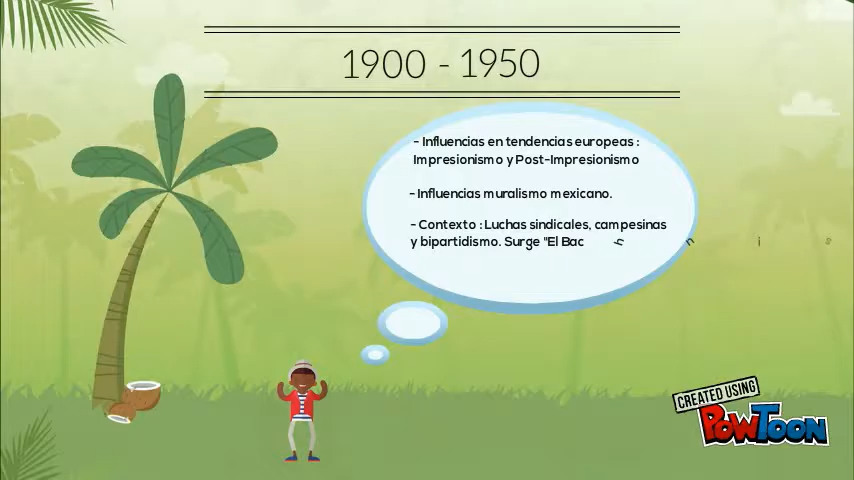 1900 - 1950
- Influencias en tendencias europeas :
Impresionismo y Post-Impresionismo
- Influencias muralismo mexicano.
- Contexto : Luchas sindicales, campesinas
y bipartidismo. Surge "El Bac
CREATED USING
POWTOON